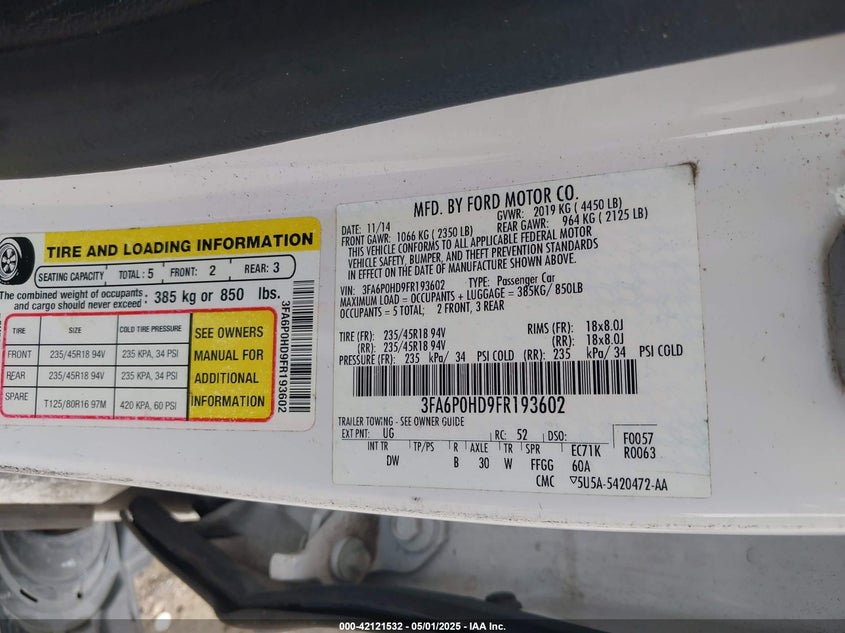 TIRE AND LOADING INFORMATION
SEATING CAPACITY TOTAL : 5 FRONT: 2 REAR: 3
The combined weight of occupants and cargo should never exceed : 385 kg or 850 lbs.
TIRE SIZE COLD TIRE PRESSURE
FRONT 235/45R18 94V 235 KPA, 34 PSI
REAR 235/45R18 94V 235 KPA, 34 PSI
SPARE T125/80R16 97M 420 KPA, 60 PSI
SEE OWNERS
MANUAL FOR
ADDITIONAL
INFORMATION
3FA6P0HD9FR193602
MFD. BY FORD MOTOR CO.
DATE: 11/14 GVWR: 2019 KG ( 4450 LB)
FRONT GAWR: 1066 KG ( 2350 LB) REAR GAWR: 964 KG ( 2125 LB)
THIS VEHICLE CONFORMS TO ALL APPLICABLE FEDERAL MOTOR
VEHICLE SAFETY, BUMPER, AND THEFT PREVENTION STANDARDS
IN EFFECT ON THE DATE OF MANUFACTURE SHOWN ABOVE.
VIN: 3FA6P0HD9FR193602 TYPE: Passenger Car
MAXIMUM LOAD = OCCUPANTS + LUGGAGE = 385KG/ 850LB
OCCUPANTS = 5 TOTAL; 2 FRONT, 3 REAR
TIRE (FR): 235/45R18 94V RIMS (FR): 18x8.0J
(RR): 235/45R18 94V (RR): 18x8.0J
PRESSURE (FR): 235 kPa/ 34 PSI COLD (RR): 235 kPa/ 34 PSI COLD
3FA6P0HD9FR193602
TRAILER TOWING - SEE OWNER GUIDE
EXT PNT: UG RC: 52 DSO: F0057
INT TR TP/PS R AXLE TR SPR EC71K R0063
DW B 30 W FFGG 60A
CMC ▽5U5A-5420472-AA
000-42121532 - 05/01/2025 - IAA Inc.